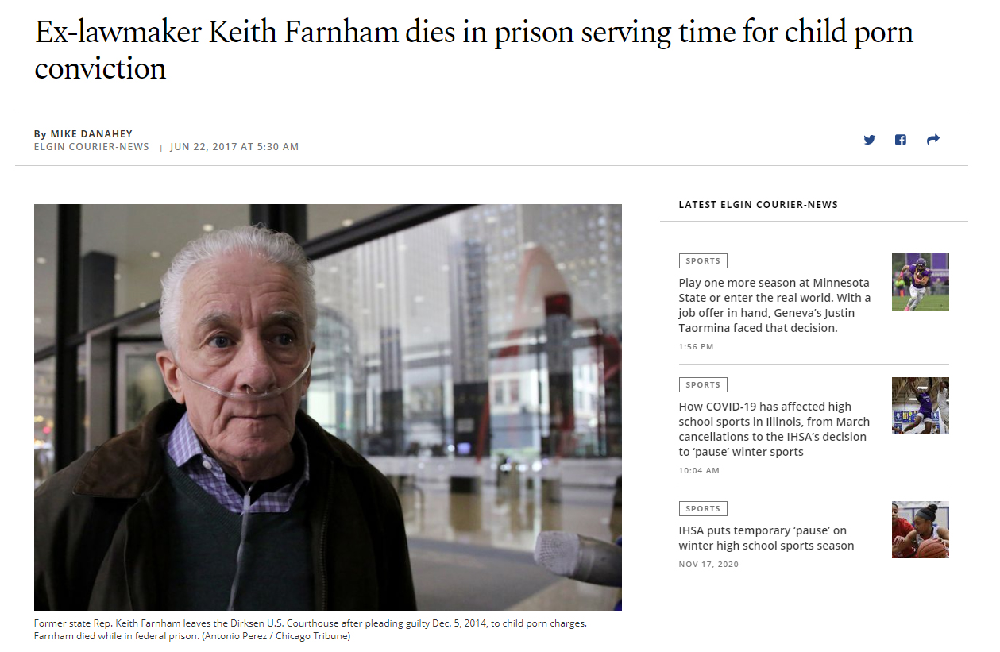 Ex-lawmaker Keith Farnham dies in prison serving time for child porn
conviction
By MIKE DANAHEY
ELGIN COURIER-NEWS | JUN 22, 2017 AT 5:30 AM
Former state Rep. Keith Farnham leaves the Dirksen U.S. Courthouse after pleading guilty Dec. 5, 2014, to child porn charges.
Farnham died while in federal prison. (Antonio Perez / Chicago Tribune)
LATEST ELGIN COURIER-NEWS
SPORTS
Play one more season at Minnesota
State or enter the real world. With a
job offer in hand, Geneva’s Justin
Taormina faced that decision.
1:56 PM
SPORTS
How COVID-19 has affected high
school sports in Illinois, from March
cancellations to the IHSA’s decision
to ‘pause’ winter sports
10:04 AM
SPORTS
IHSA puts temporary ‘pause’ on
winter high school sports season
NOV 17, 2020